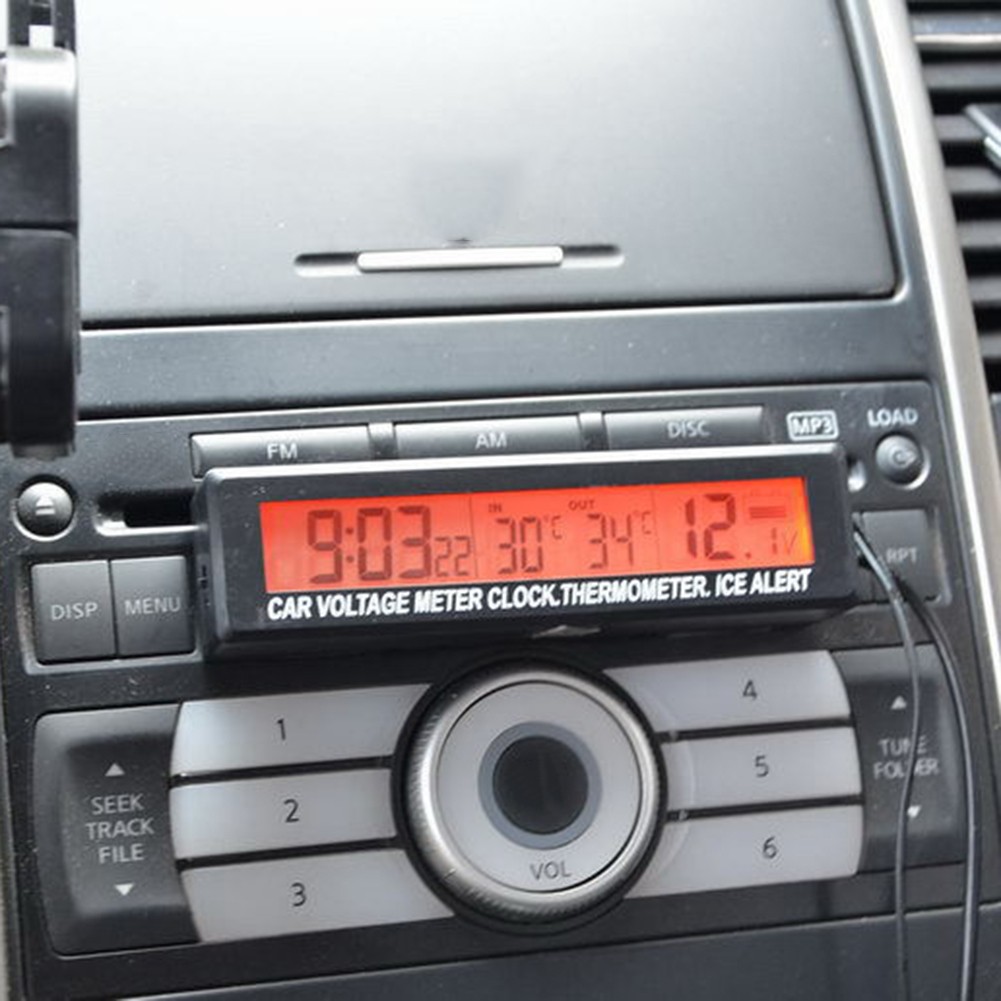 FM AM DISC MP3 LOAD
IN OUT
9:03 22 30°C 34°C 12.1V
RPT
CAR VOLTAGE METER CLOCK.THERMOMETER. ICE ALERT
DISP MENU
1 4
2 5
3 6
SEEK
TRACK
FILE
VOL
TUNE
FOLDER